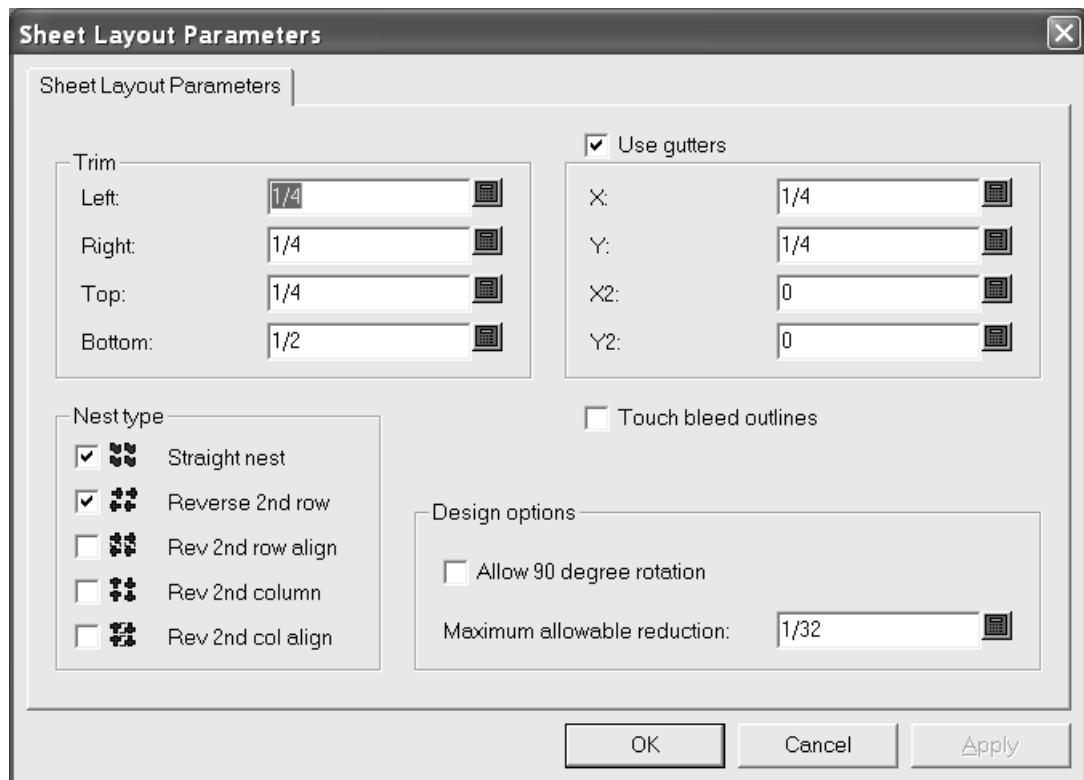 Sheet Layout Parameters
Sheet Layout Parameters
Trim
Left: 1/4
Right: 1/4
Top: 1/4
Bottom: 1/2
Use gutters
X: 1/4
Y: 1/4
X2: 0
Y2: 0
Nest type
Straight nest
Reverse 2nd row
Rev 2nd row align
Rev 2nd column
Rev 2nd col align
Touch bleed outlines
Design options
Allow 90 degree rotation
Maximum allowable reduction: 1/32
OK Cancel Apply